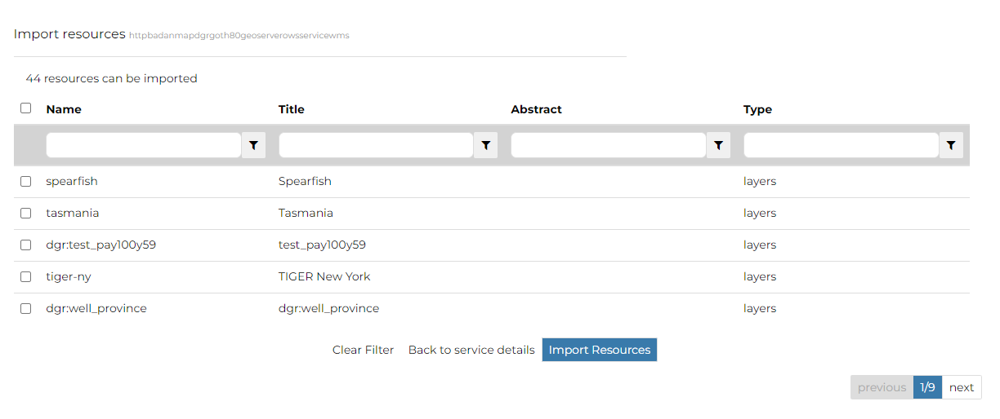 Import resources httpbadanmapdgrgoth80geoserverowsservicewms
44 resources can be imported
Name Title Abstract Type
spearfish Spearfish layers
tasmania Tasmania layers
dgr:test_pay100y59 test_pay100y59 layers
tiger-ny TIGER New York layers
dgr:well_province dgr:well_province layers
Clear Filter Back to service details Import Resources
previous 1/9 next